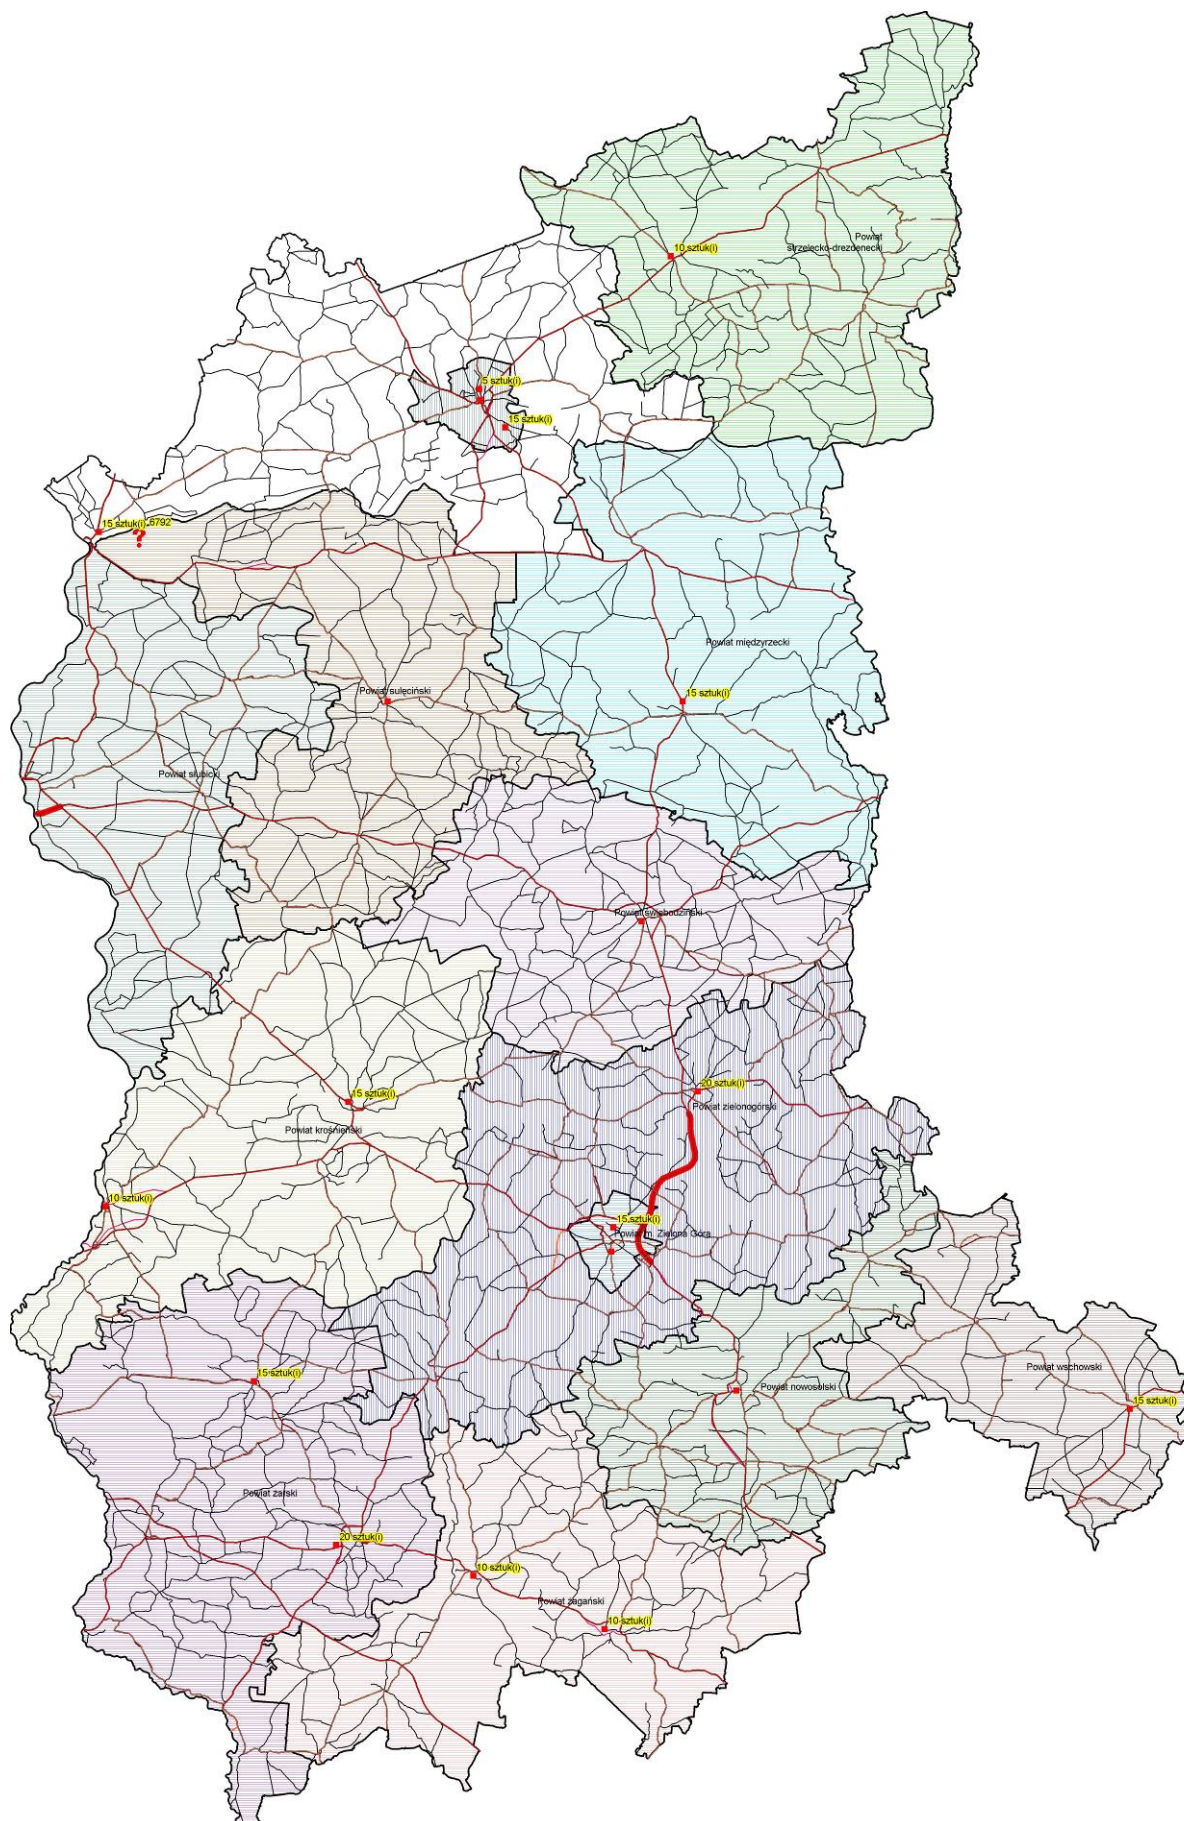 10 sztuk(i)
Powiat
strzelecko-drezdenecki
5 sztuk(i)
15 sztuk(i)
15 sztuk(i)
6792
?
Powiat międzyrzecki
Powiat sulęciński
15 sztuk(i)
Powiat słubicki
Powiat świebodziński
20 sztuk(i)
15 sztuk(i)
Powiat zielonogórski
Powiat krośnieński
10 sztuk(i)
15 sztuk(i)
Powiat m. Zielona Góra
15 sztuk(i)
Powiat wschowski
Powiat nowosolski
15 sztuk(i)
Powiat żarski
20 sztuk(i)
10 sztuk(i)
Powiat żagański
10 sztuk(i)